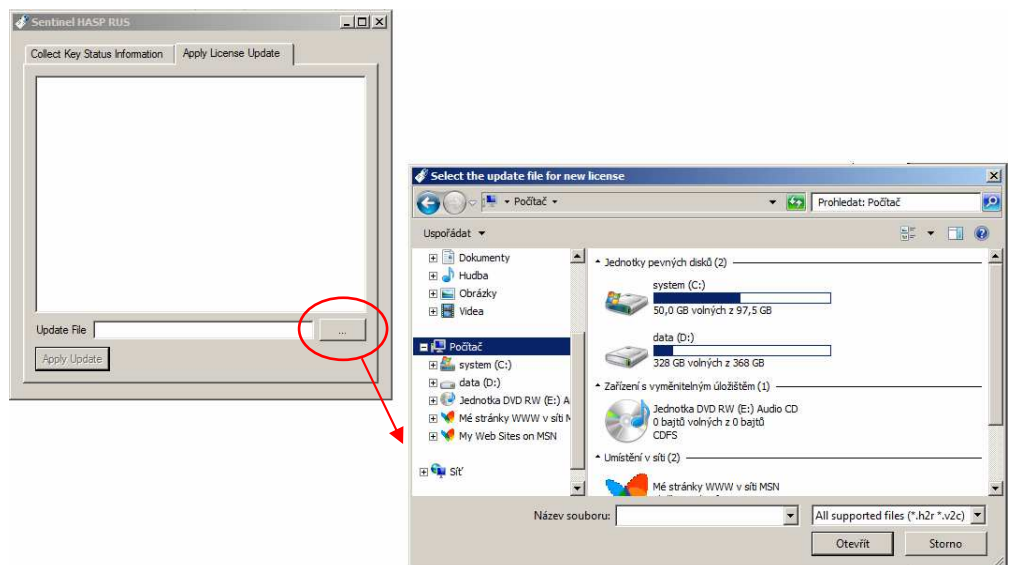 Sentinel HASP RUS
Collect Key Status Information
Apply License Update
Update File
...
Apply Update
Select the update file for new license
Počítač
Prohledat: Počítač
Uspořádat
Dokumenty
Hudba
Obrázky
Videa
Počítač
system (C:)
data (D:)
Jednotka DVD RW (E:) A
Mé stránky WWW v síti M
My Web Sites on MSN
Síť
Jednotky pevných disků (2)
system (C:)
50,0 GB volných z 97,5 GB
data (D:)
328 GB volných z 368 GB
Zařízení s vyměnitelným úložištěm (1)
Jednotka DVD RW (E:) Audio CD
0 bajtů volných z 0 bajtů
CDFS
Umístění v síti (2)
Mé stránky WWW v síti MSN
Název souboru:
All supported files (*.h2r *.v2c)
Otevřít
Storno